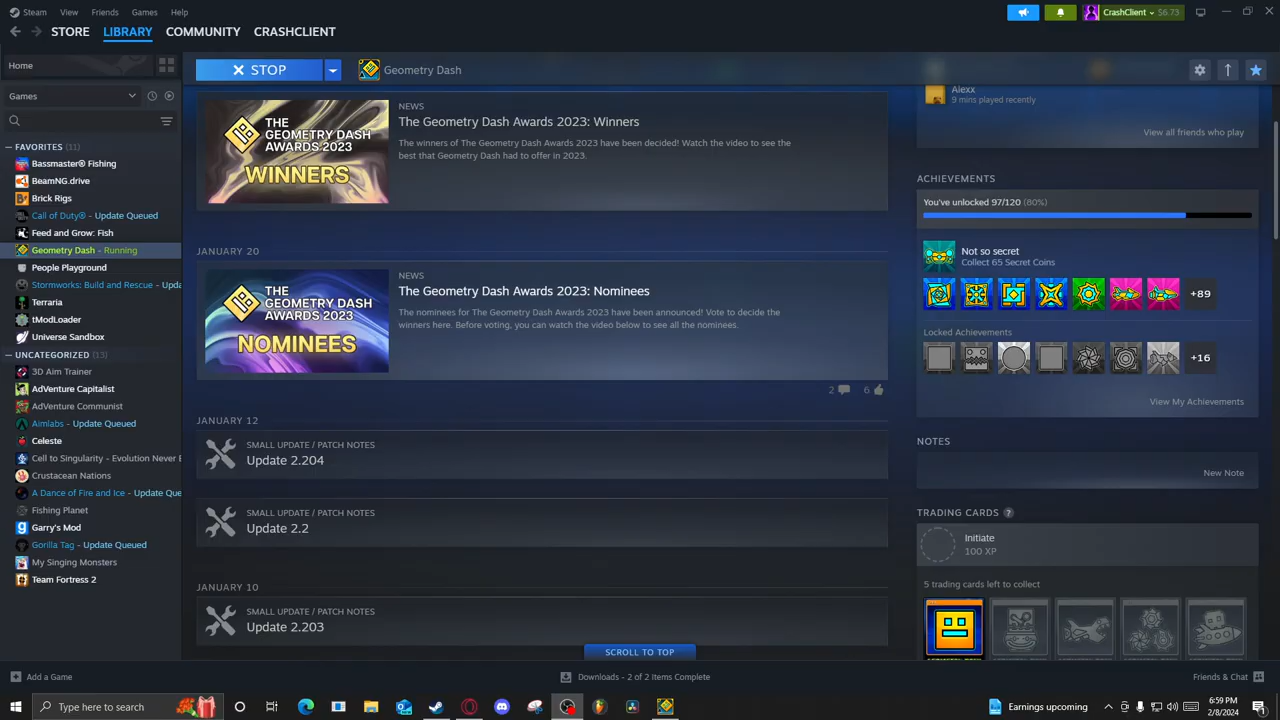 Steam View Friends Games Help
CrashClient $6.73
STORE LIBRARY COMMUNITY CRASHCLIENT
Home
STOP
Geometry Dash
Games
FAVORITES (11)
Bassmaster® Fishing
BeamNG.drive
Brick Rigs
Call of Duty® - Update Queued
Feed and Grow: Fish
Geometry Dash - Running
People Playground
Stormworks: Build and Rescue - Upda
Terraria
tModLoader
Universe Sandbox
UNCATEGORIZED (13)
3D Aim Trainer
AdVenture Capitalist
AdVenture Communist
Aimlabs - Update Queued
Celeste
Cell to Singularity - Evolution Never E
Crustacean Nations
A Dance of Fire and Ice - Update Que
Fishing Planet
Garry's Mod
Gorilla Tag - Update Queued
My Singing Monsters
Team Fortress 2
THE
GEOMETRY DASH
AWARDS 2023
WINNERS
NEWS
The Geometry Dash Awards 2023: Winners
The winners of The Geometry Dash Awards 2023 have been decided! Watch the video to see the
best that Geometry Dash had to offer in 2023.
JANUARY 20
THE
GEOMETRY DASH
AWARDS 2023
NOMINEES
NEWS
The Geometry Dash Awards 2023: Nominees
The nominees for The Geometry Dash Awards 2023 have been announced! Vote to decide the
winners here. Before voting, you can watch the video below to see all the nominees.
2
6
JANUARY 12
SMALL UPDATE / PATCH NOTES
Update 2.204
SMALL UPDATE / PATCH NOTES
Update 2.2
JANUARY 10
SMALL UPDATE / PATCH NOTES
Update 2.203
SCROLL TO TOP
Alexx
9 mins played recently
View all friends who play
ACHIEVEMENTS
You've unlocked 97/120 (80%)
Not so secret
Collect 65 Secret Coins
+89
Locked Achievements
+16
View My Achievements
NOTES
New Note
TRADING CARDS ?
Initiate
100 XP
5 trading cards left to collect
Add a Game
Downloads - 2 of 2 Items Complete
Friends & Chat
Type here to search
Earnings upcoming
6:59 PM
2/8/2024